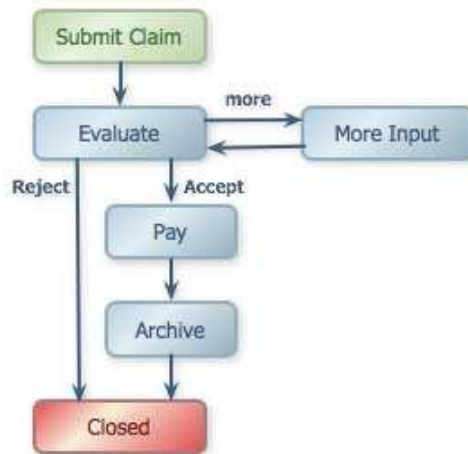 Submit Claim
more
Evaluate
More Input
Reject
Accept
Pay
Archive
Closed